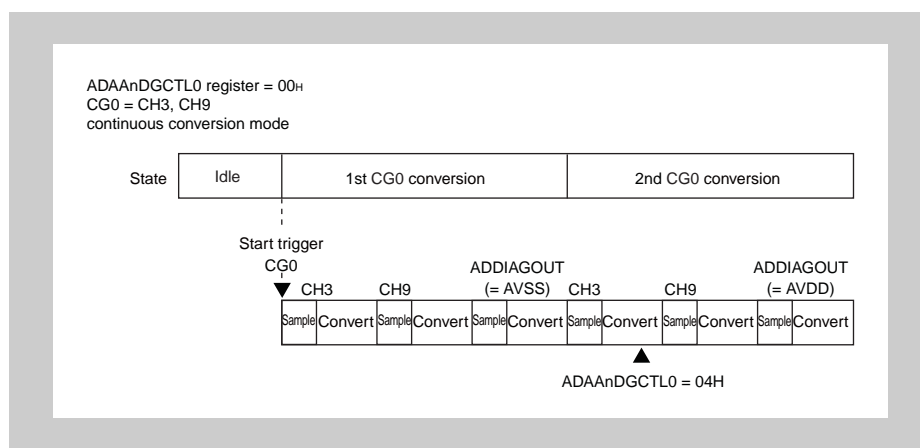 ADAAnDGCTL0 register = 00H
CG0 = CH3, CH9
continuous conversion mode
State Idle 1st CG0 conversion 2nd CG0 conversion
Start trigger
CG0
ADDIAGOUT
(= AVSS)
ADDIAGOUT
(= AVDD)
CH3 CH9 CH3 CH9
Sample Convert Sample Convert Sample Convert Sample Convert Sample Convert Sample Convert
ADAAnDGCTL0 = 04H